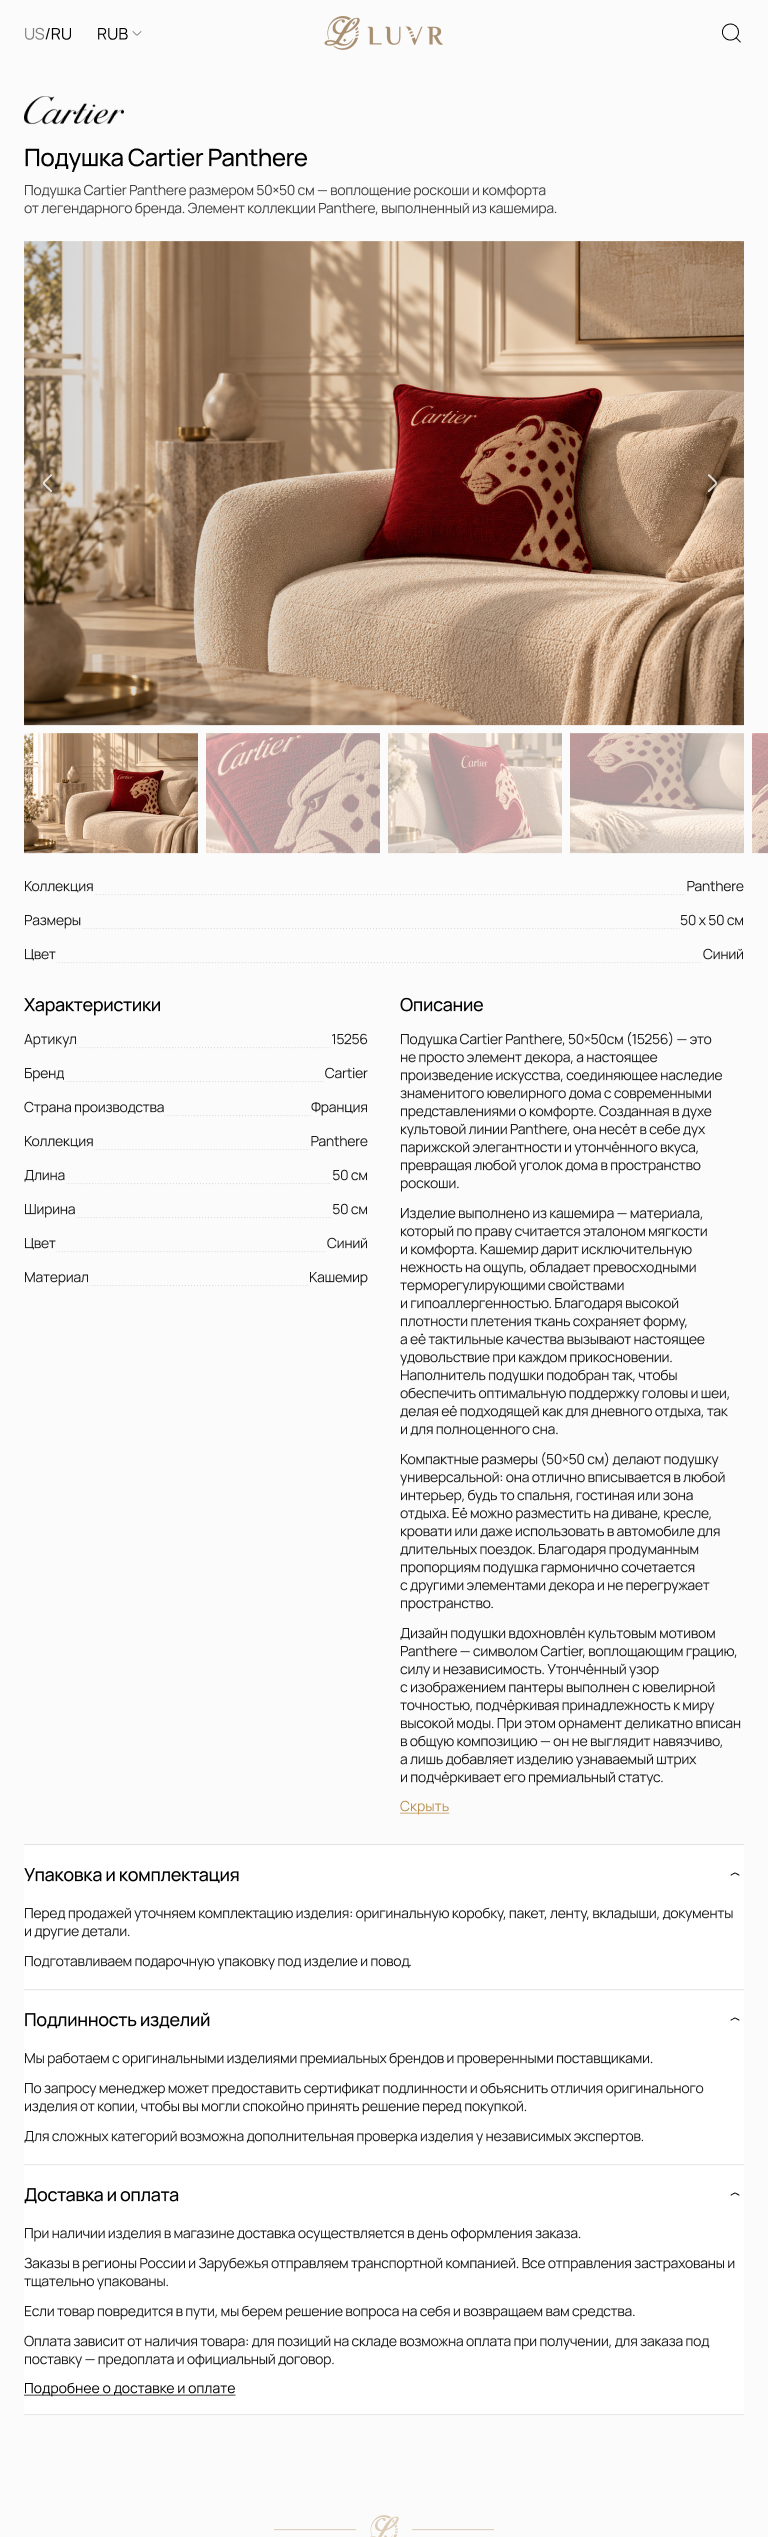 US/RU RUB LUVR
Cartier
Подушка Cartier Panthere
Подушка Cartier Panthere размером 50×50 см — воплощение роскоши и комфорта
от легендарного бренда. Элемент коллекции Panthere, выполненный из кашемира.
Cartier
Cartier
Cartier
Cartier
Коллекция Panthere
Размеры 50 x 50 см
Цвет Синий
Характеристики
Артикул 15256
Бренд Cartier
Страна производства Франция
Коллекция Panthere
Длина 50 см
Ширина 50 см
Цвет Синий
Материал Кашемир
Описание
Подушка Cartier Panthere, 50×50см (15256) — это
не просто элемент декора, а настоящее
произведение искусства, соединяющее наследие
знаменитого ювелирного дома с современными
представлениями о комфорте. Созданная в духе
культовой линии Panthere, она несёт в себе дух
парижской элегантности и утончённого вкуса,
превращая любой уголок дома в пространство
роскоши.
Изделие выполнено из кашемира — материала,
который по праву считается эталоном мягкости
и комфорта. Кашемир дарит исключительную
нежность на ощупь, обладает превосходными
терморегулирующими свойствами
и гипоаллергенностью. Благодаря высокой
плотности плетения ткань сохраняет форму,
а её тактильные качества вызывают настоящее
удовольствие при каждом прикосновении.
Наполнитель подушки подобран так, чтобы
обеспечить оптимальную поддержку головы и шеи,
делая её подходящей как для дневного отдыха, так
и для полноценного сна.
Компактные размеры (50×50 см) делают подушку
универсальной: она отлично вписывается в любой
интерьер, будь то спальня, гостиная или зона
отдыха. Её можно разместить на диване, кресле,
кровати или даже использовать в автомобиле для
длительных поездок. Благодаря продуманным
пропорциям подушка гармонично сочетается
с другими элементами декора и не перегружает
пространство.
Дизайн подушки вдохновлён культовым мотивом
Panthere — символом Cartier, воплощающим грацию,
силу и независимость. Утончённый узор
с изображением пантеры выполнен с ювелирной
точностью, подчёркивая принадлежность к миру
высокой моды. При этом орнамент деликатно вписан
в общую композицию — он не выглядит навязчиво,
а лишь добавляет изделию узнаваемый штрих
и подчёркивает его премиальный статус.
Скрыть
Упаковка и комплектация
Перед продажей уточняем комплектацию изделия: оригинальную коробку, пакет, ленту, вкладыши, документы
и другие детали.
Подготавливаем подарочную упаковку под изделие и повод.
Подлинность изделий
Мы работаем с оригинальными изделиями премиальных брендов и проверенными поставщиками.
По запросу менеджер может предоставить сертификат подлинности и объяснить отличия оригинального
изделия от копии, чтобы вы могли спокойно принять решение перед покупкой.
Для сложных категорий возможна дополнительная проверка изделия у независимых экспертов.
Доставка и оплата
При наличии изделия в магазине доставка осуществляется в день оформления заказа.
Заказы в регионы России и Зарубежья отправляем транспортной компанией. Все отправления застрахованы и
тщательно упакованы.
Если товар повредится в пути, мы берем решение вопроса на себя и возвращаем вам средства.
Оплата зависит от наличия товара: для позиций на складе возможна оплата при получении, для заказа под
поставку — предоплата и официальный договор.
Подробнее о доставке и оплате